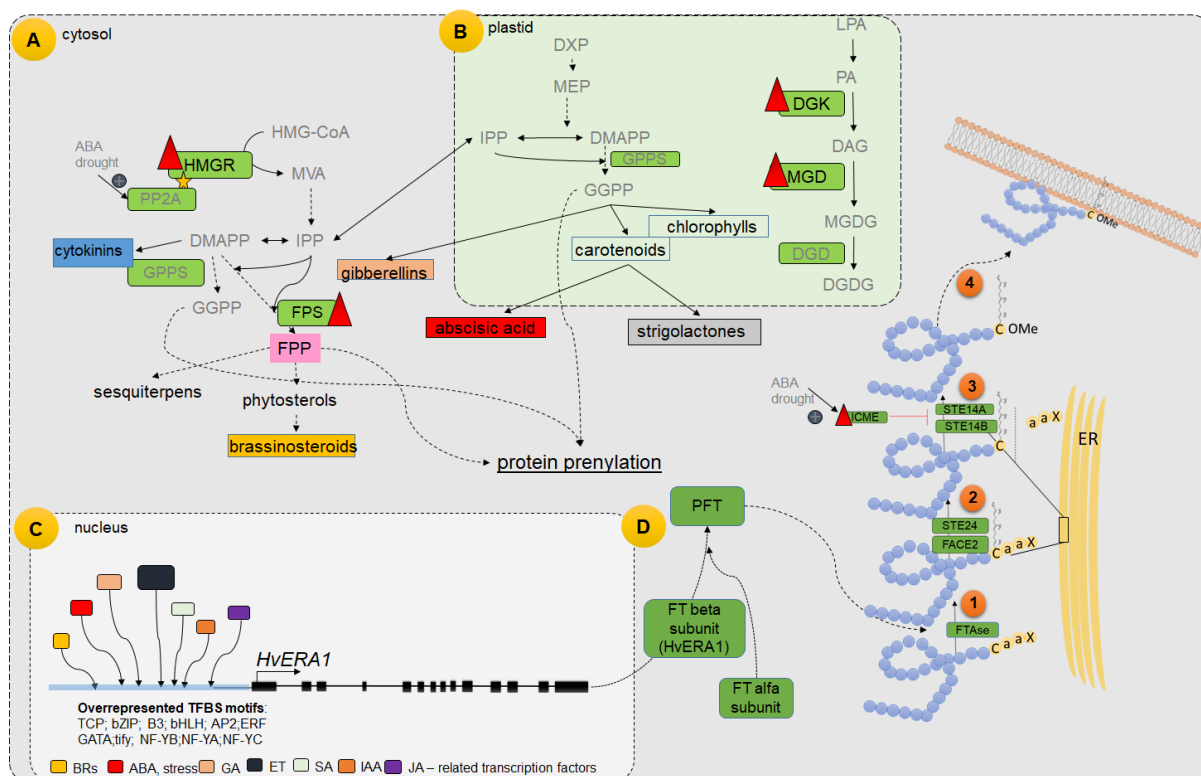 A
cytosol
ABA
drought
+
HMG-CoA
HMGR
PP2A
MVA
cytokinins
DMAPP
IPP
GPPS
GGPP
FPS
FPP
sesquiterpens
phytosterols
brassinosteroids
B
plastid
DXP
MEP
IPP
DMAPP
GPPS
GGPP
chlorophylls
carotenoids
gibberellins
abscisic acid
strigolactones
LPA
PA
DGK
DAG
MGD
MGDG
DGD
DGDG
protein prenylation
C
nucleus
HvERA1
Overrepresented TFBS motifs:
TCP; bZIP; B3; bHLH; AP2;ERF
GATA;tify; NF-YB;NF-YA;NF-YC
BRs
ABA, stress
GA
ET
SA
IAA
JA – related transcription factors
D
PFT
FT beta
subunit
(HvERA1)
FT alfa
subunit
C OMe
4
C OMe
3
ABA
drought
+
ICME
STE14A
STE14B
C
a a X
ER
2
STE24
FACE2
C a a X
1
FTAse
C a a X